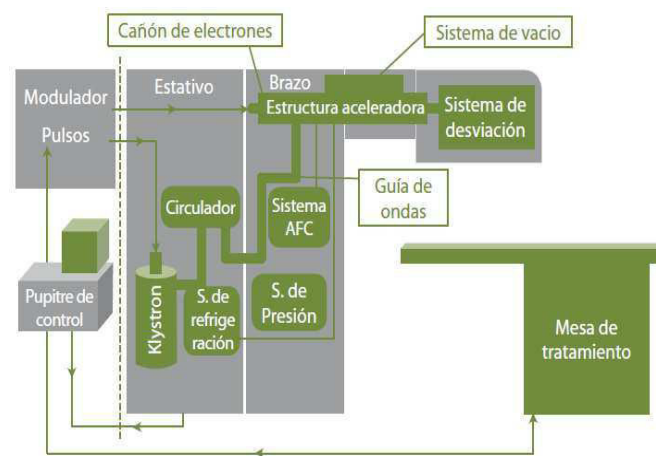 Cañón de electrones
Sistema de vacio
Modulador
Pulsos
Estativo
Brazo
Estructura aceleradora
Sistema de
desviación
Circulador
Sistema
AFC
Guía de
ondas
Pupitre de
control
Klystron
S. de
refrige
ración
S. de
Presión
Mesa de
tratamiento